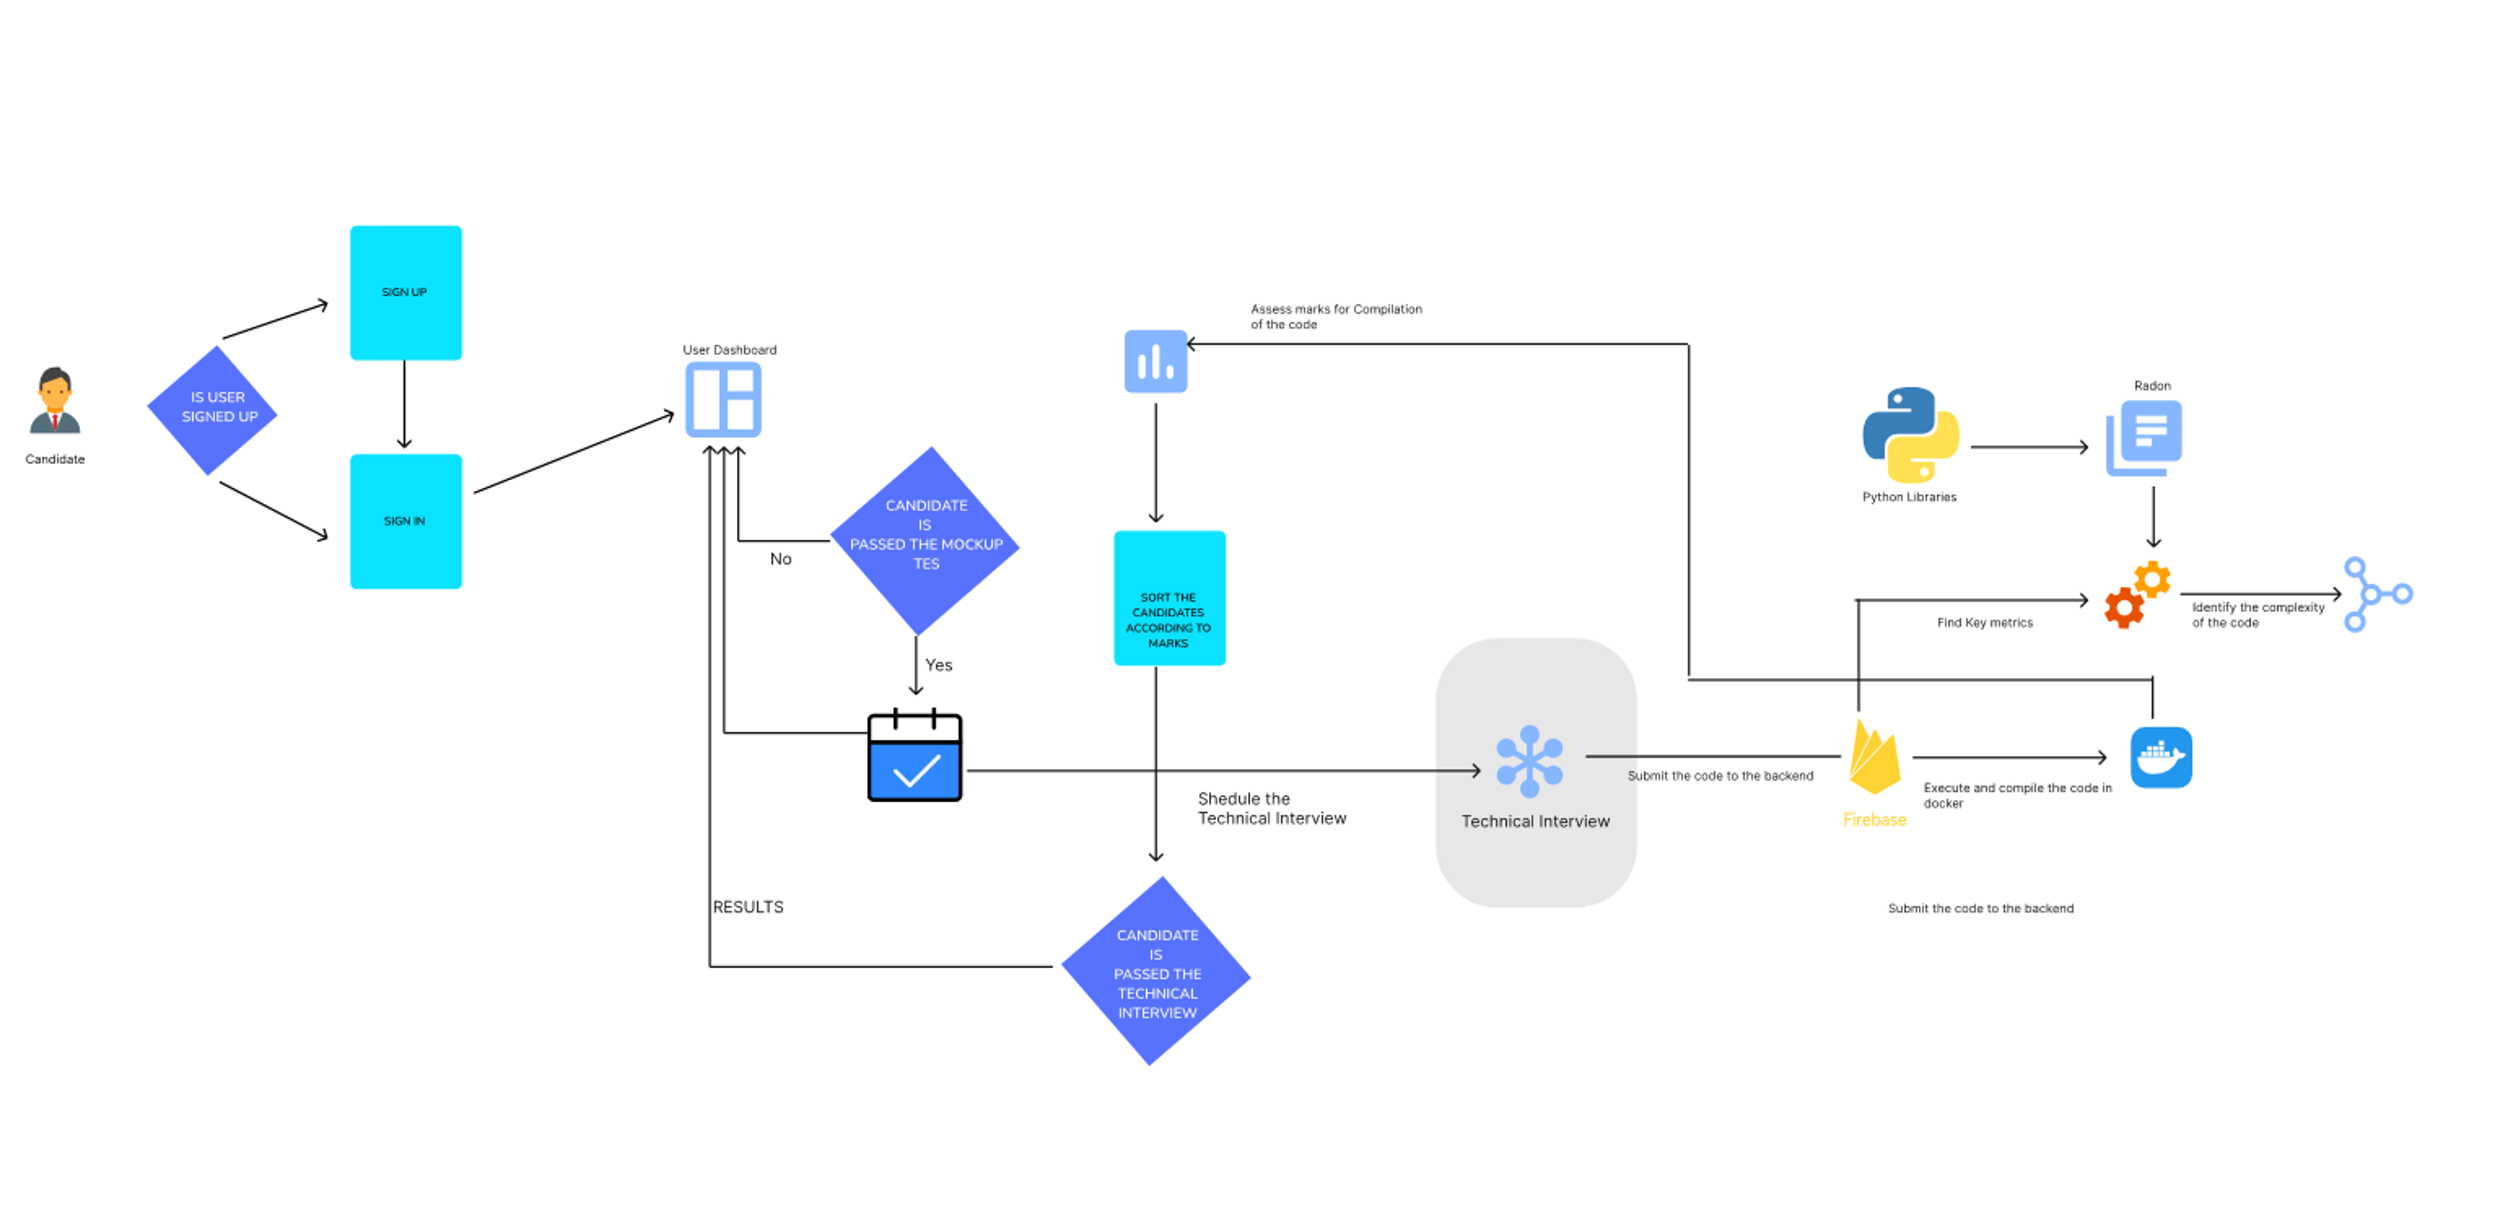 Candidate
IS USER
SIGNED UP
SIGN UP
SIGN IN
User Dashboard
CANDIDATE
IS
PASSED THE MOCKUP
TES
No
Yes
RESULTS
Assess marks for Compilation
of the code
SORT THE
CANDIDATES
ACCORDING TO
MARKS
Shedule the
Technical Interview
CANDIDATE
IS
PASSED THE
TECHNICAL
INTERVIEW
Technical Interview
Submit the code to the backend
Firebase
Execute and compile the code in
docker
Python Libraries
Radon
Find Key metrics
Identify the complexity
of the code
Submit the code to the backend